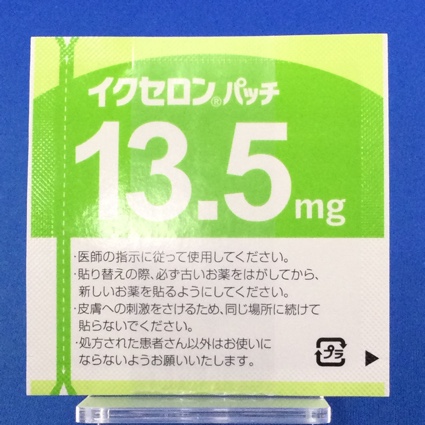 イクセロン®パッチ
13.5mg
・医師の指示に従って使用してください。
・貼り替えの際、必ず古いお薬をはがしてから、
新しいお薬を貼るようにしてください。
・皮膚への刺激をさけるため、同じ場所に続けて
貼らないでください。
・処方された患者さん以外はお使いに
ならないようお願いいたします。
プラ